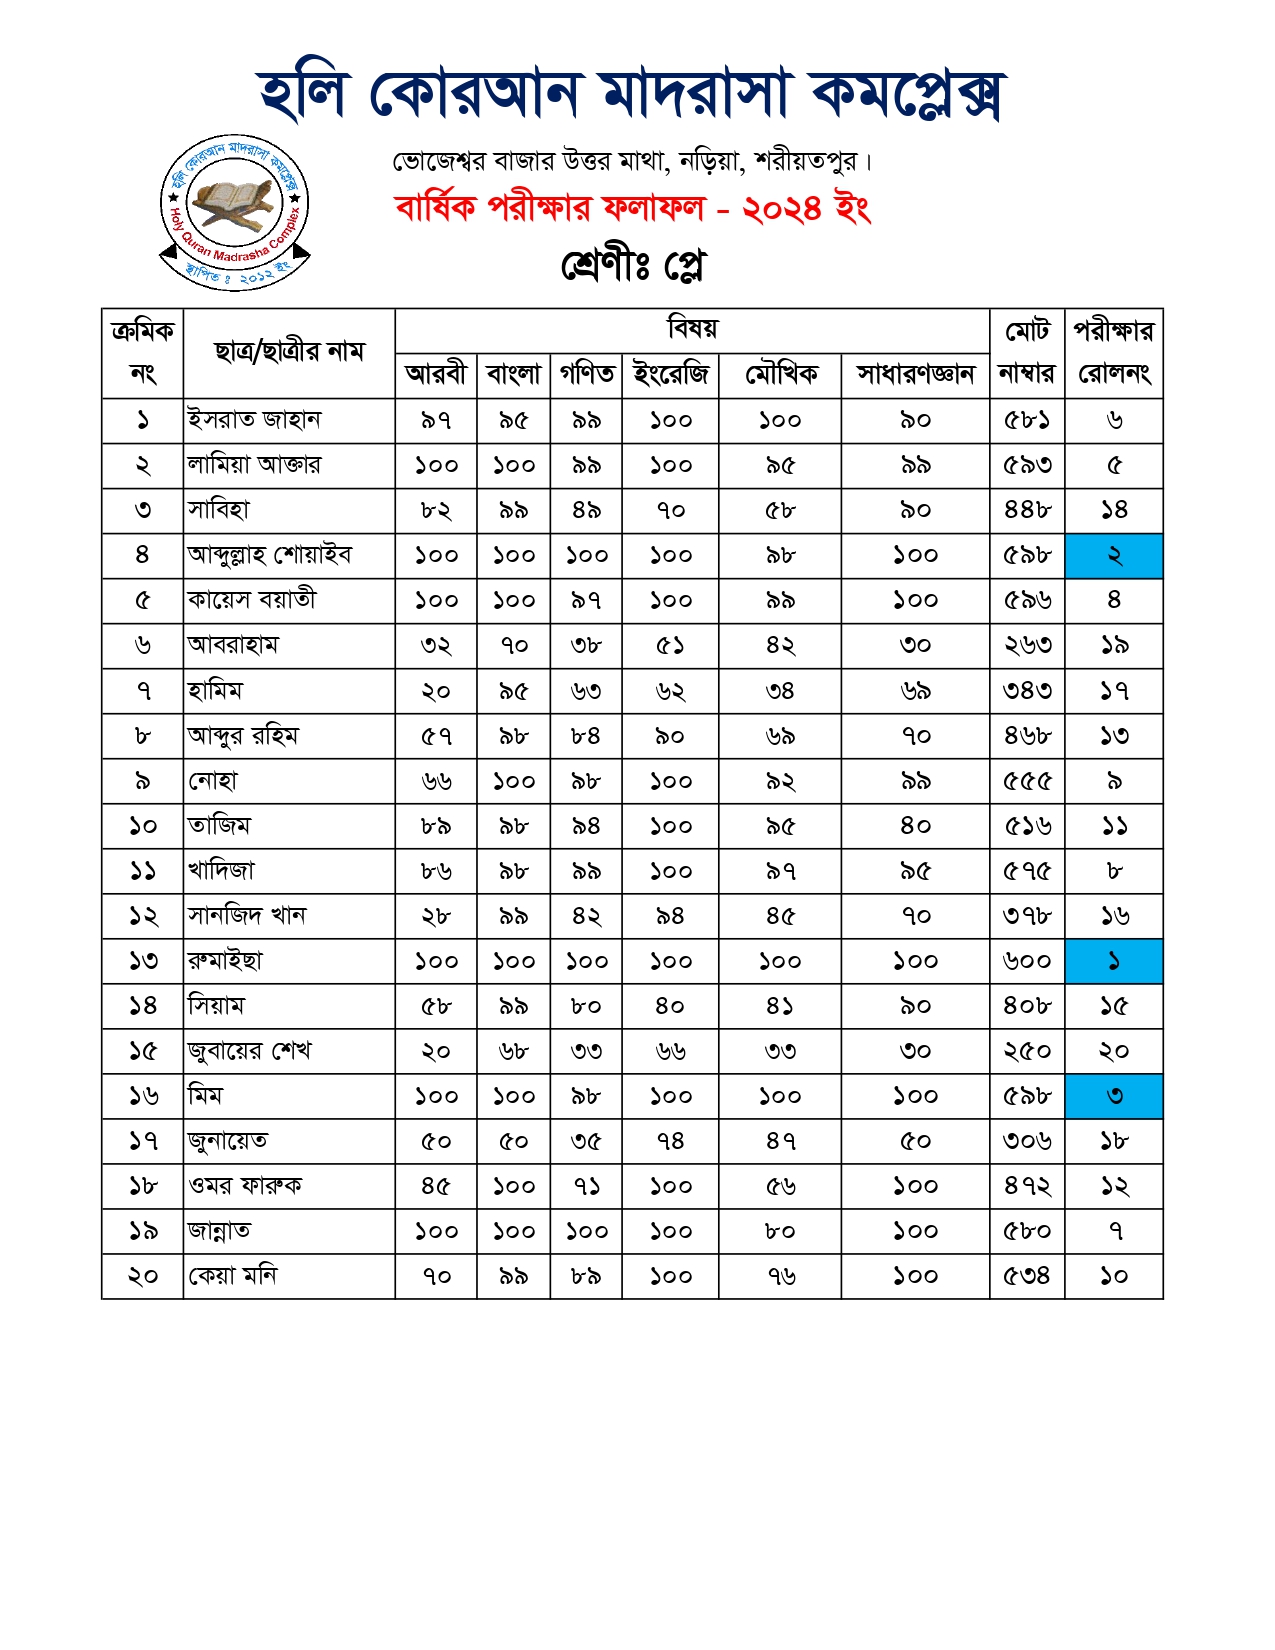 হলি কোরআন মাদরাসা কমপ্লেক্স
হলি কোরআন মাদরাসা কমপ্লেক্স
Holy Quran Madrasha Complex
স্থাপিত ঃ ২০১২ ইং
ভোজেশ্বর বাজার উত্তর মাথা, নড়িয়া, শরীয়তপুর।
বার্ষিক পরীক্ষার ফলাফল - ২০২৪ ইং
শ্রেণীঃ প্লে
ক্রমিক নং ছাত্র/ছাত্রীর নাম বিষয় মোট নাম্বার পরীক্ষার রোলনং
আরবী বাংলা গণিত ইংরেজি মৌখিক সাধারণজ্ঞান
১ ইসরাত জাহান ৯৭ ৯৫ ৯৯ ১০০ ১০০ ৯০ ৫৮১ ৬
২ লামিয়া আক্তার ১০০ ১০০ ৯৯ ১০০ ৯৫ ৯৯ ৫৯৩ ৫
৩ সাবিহা ৮২ ৯৯ ৪৯ ৭০ ৫৮ ৯০ ৪৪৮ ১৪
৪ আব্দুল্লাহ শোয়াইব ১০০ ১০০ ১০০ ১০০ ৯৮ ১০০ ৫৯৮ ২
৫ কায়েস বয়াতী ১০০ ১০০ ৯৭ ১০০ ৯৯ ১০০ ৫৯৬ ৪
৬ আবরাহাম ৩২ ৭০ ৩৮ ৫১ ৪২ ৩০ ২৬৩ ১৯
৭ হামিম ২০ ৯৫ ৬৩ ৬২ ৩৪ ৬৯ ৩৪৩ ১৭
৮ আব্দুর রহিম ৫৭ ৯৮ ৮৪ ৯০ ৬৯ ৭০ ৪৬৮ ১৩
৯ নোহা ৬৬ ১০০ ৯৮ ১০০ ৯২ ৯৯ ৫৫৫ ৯
১০ তাজিম ৮৯ ৯৮ ৯৪ ১০০ ৯৫ ৪০ ৫১৬ ১১
১১ খাদিজা ৮৬ ৯৮ ৯৯ ১০০ ৯৭ ৯৫ ৫৭৫ ৮
১২ সানজিদ খান ২৮ ৯৯ ৪২ ৯৪ ৪৫ ৭০ ৩৭৮ ১৬
১৩ রুমাইছা ১০০ ১০০ ১০০ ১০০ ১০০ ১০০ ৬০০ ১
১৪ সিয়াম ৫৮ ৯৯ ৮০ ৪০ ৪১ ৯০ ৪০৮ ১৫
১৫ জুবায়ের শেখ ২০ ৬৮ ৩৩ ৬৬ ৩৩ ৩০ ২৫০ ২০
১৬ মিম ১০০ ১০০ ৯৮ ১০০ ১০০ ১০০ ৫৯৮ ৩
১৭ জুনায়েত ৫০ ৫০ ৩৫ ৭৪ ৪৭ ৫০ ৩০৬ ১৮
১৮ ওমর ফারুক ৪৫ ১০০ ৭১ ১০০ ৫৬ ১০০ ৪৭২ ১২
১৯ জান্নাত ১০০ ১০০ ১০০ ১০০ ৮০ ১০০ ৫৮০ ৭
২০ কেয়া মনি ৭০ ৯৯ ৮৯ ১০০ ৭৬ ১০০ ৫৩৪ ১০